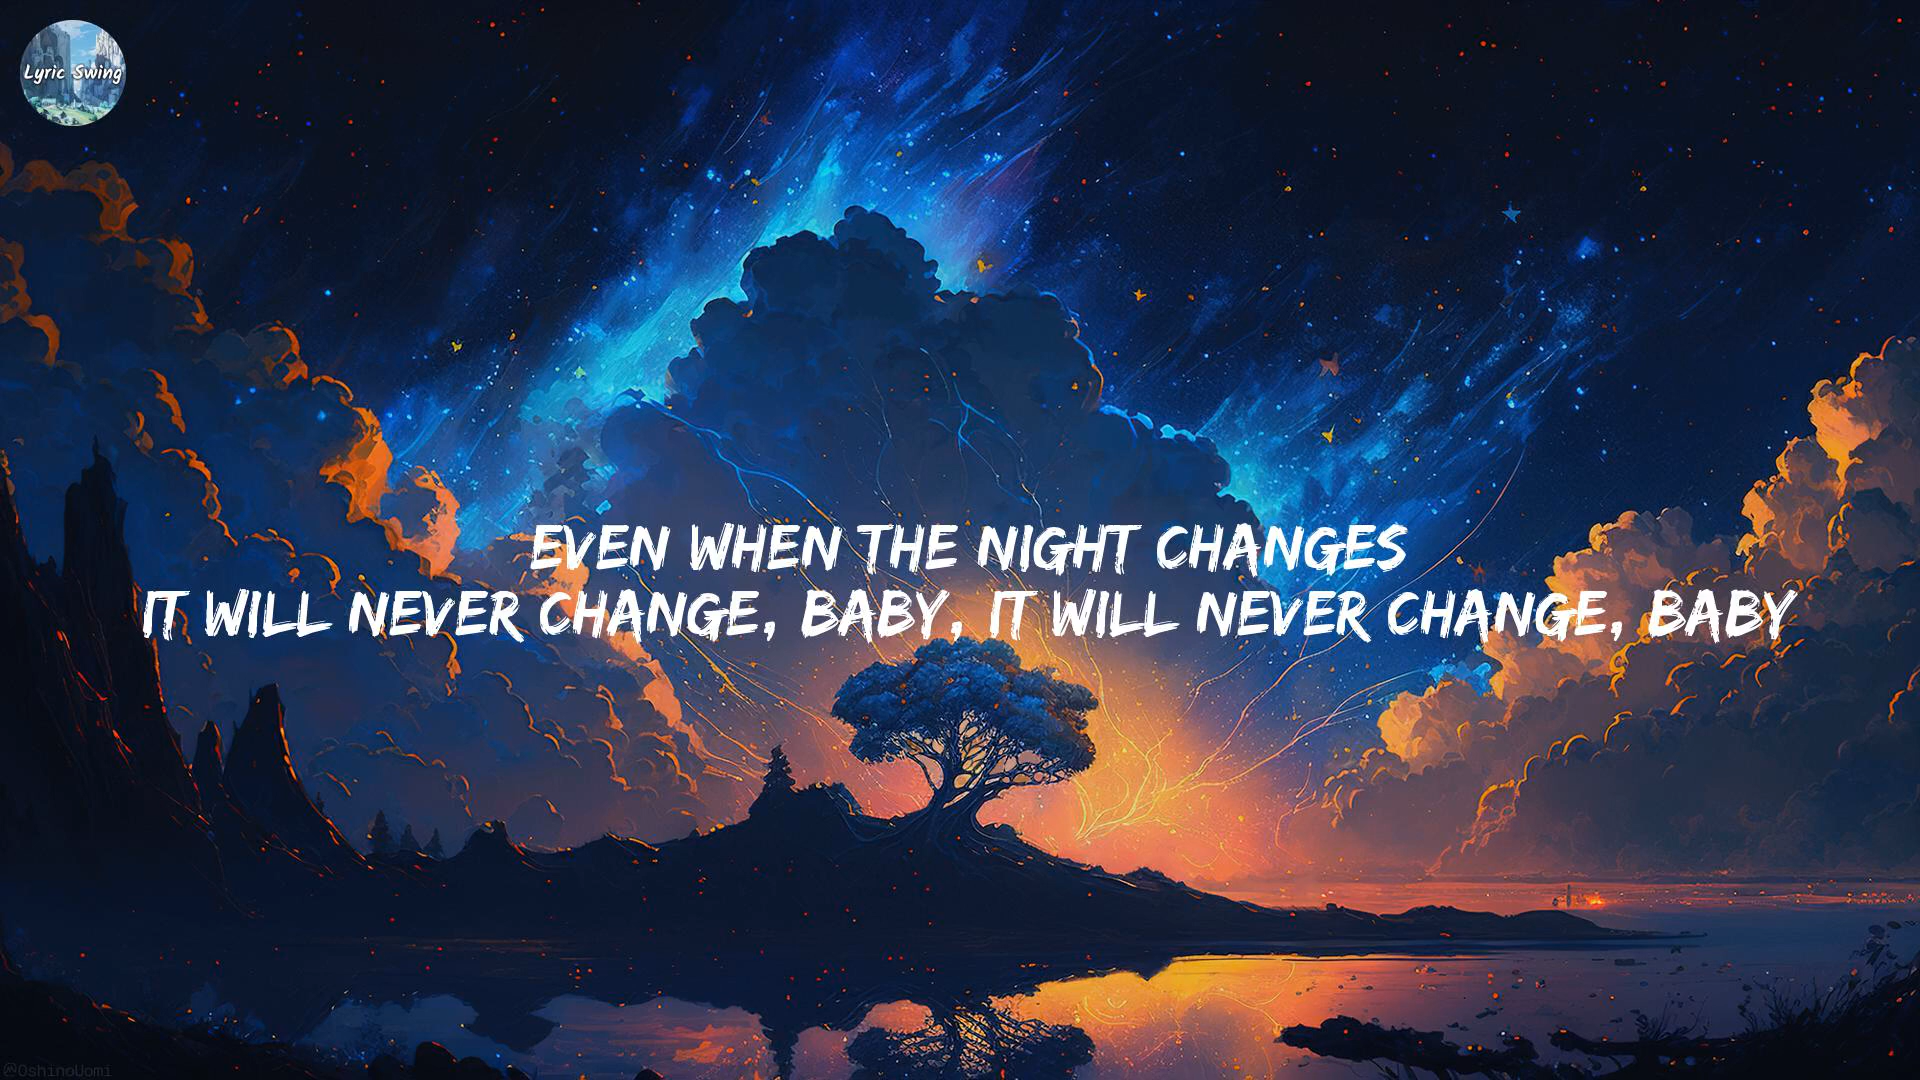 Lyric Swing
EVEN WHEN THE NIGHT CHANGES
IT WILL NEVER CHANGE, BABY, IT WILL NEVER CHANGE, BABY
@OshinoUomi